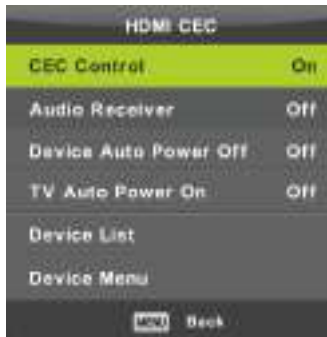 HDMI CEC
CEC Control On
Audio Receiver Off
Device Auto Power Off Off
TV Auto Power On Off
Device List
Device Menu
MENU Back